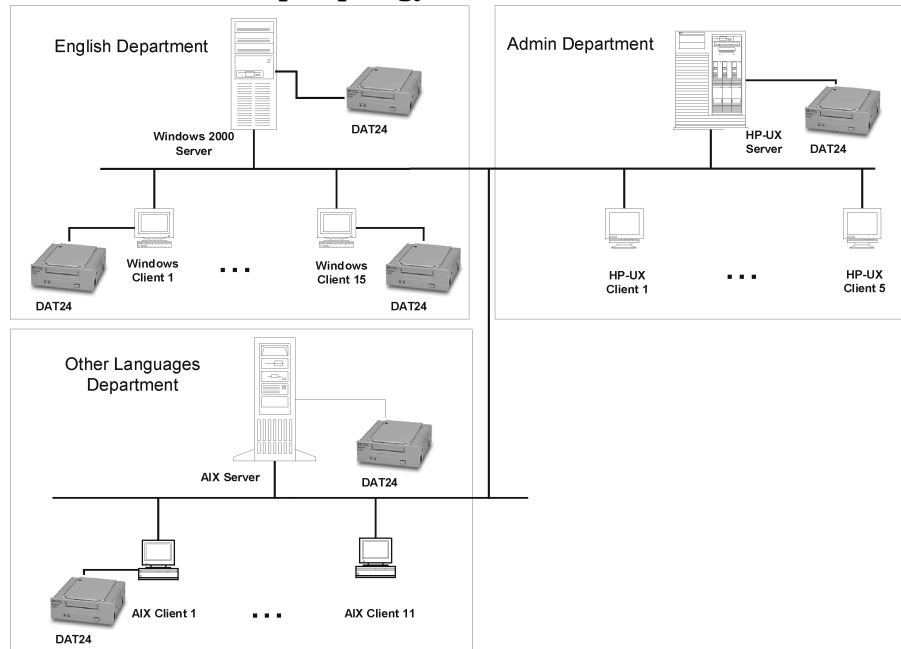 English Department
DAT24
Windows 2000
Server
Windows
Client 1
. . .
Windows
Client 15
DAT24
DAT24
Admin Department
HP-UX
Server
DAT24
HP-UX
Client 1
. . .
HP-UX
Client 5
Other Languages
Department
AIX Server
DAT24
AIX Client 1
. . .
AIX Client 11
DAT24